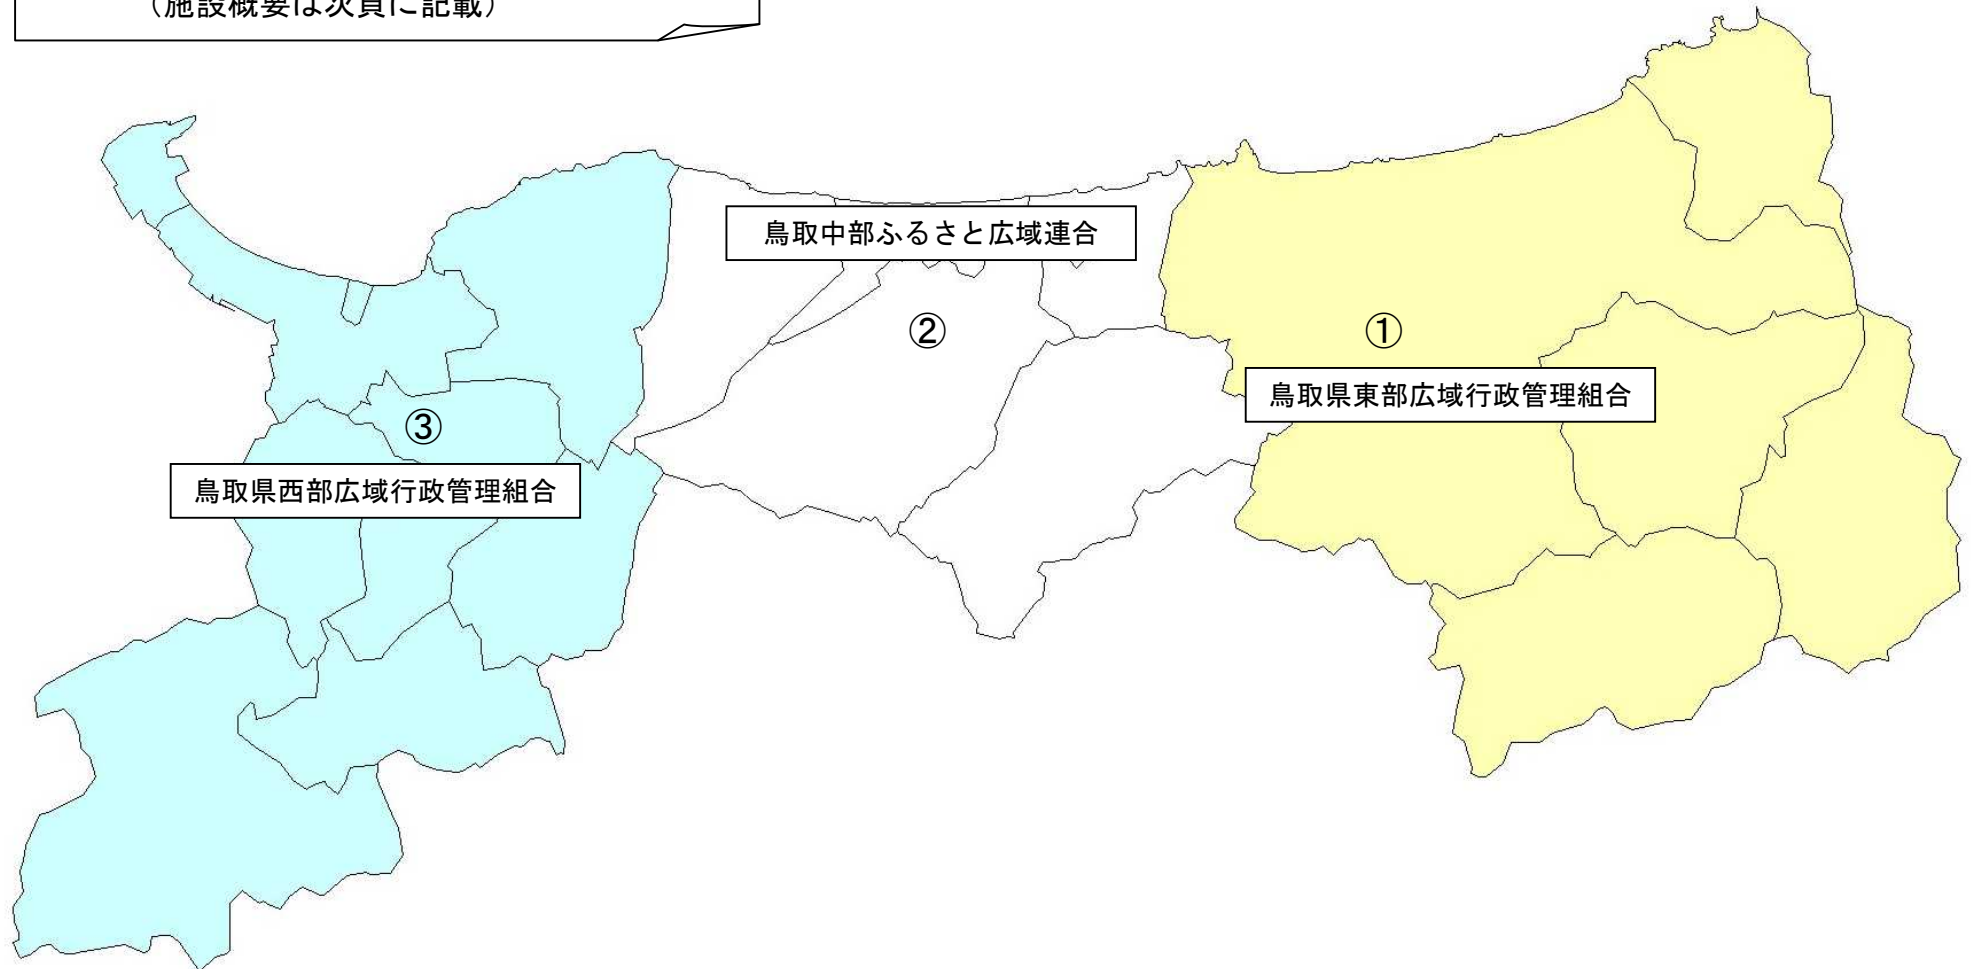 (施設概要は次頁に記載)
鳥取中部ふるさと広域連合
②
①
鳥取県東部広域行政管理組合
③
鳥取県西部広域行政管理組合